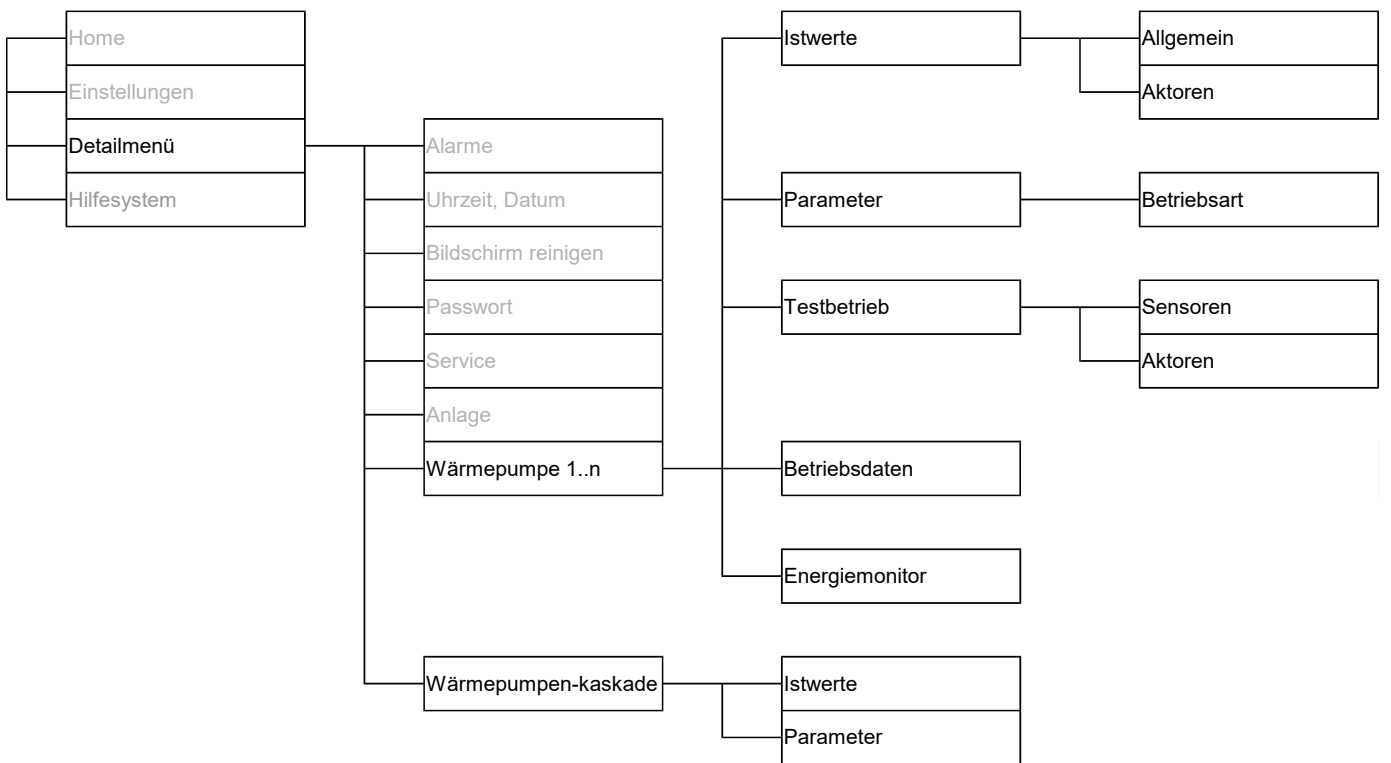 Home
Einstellungen
Detailmenü
Hilfesystem
Alarme
Uhrzeit, Datum
Bildschirm reinigen
Passwort
Service
Anlage
Wärmepumpe 1..n
Wärmepumpen-kaskade
Istwerte
Parameter
Testbetrieb
Betriebsdaten
Energiemonitor
Istwerte
Parameter
Allgemein
Aktoren
Betriebsart
Sensoren
Aktoren